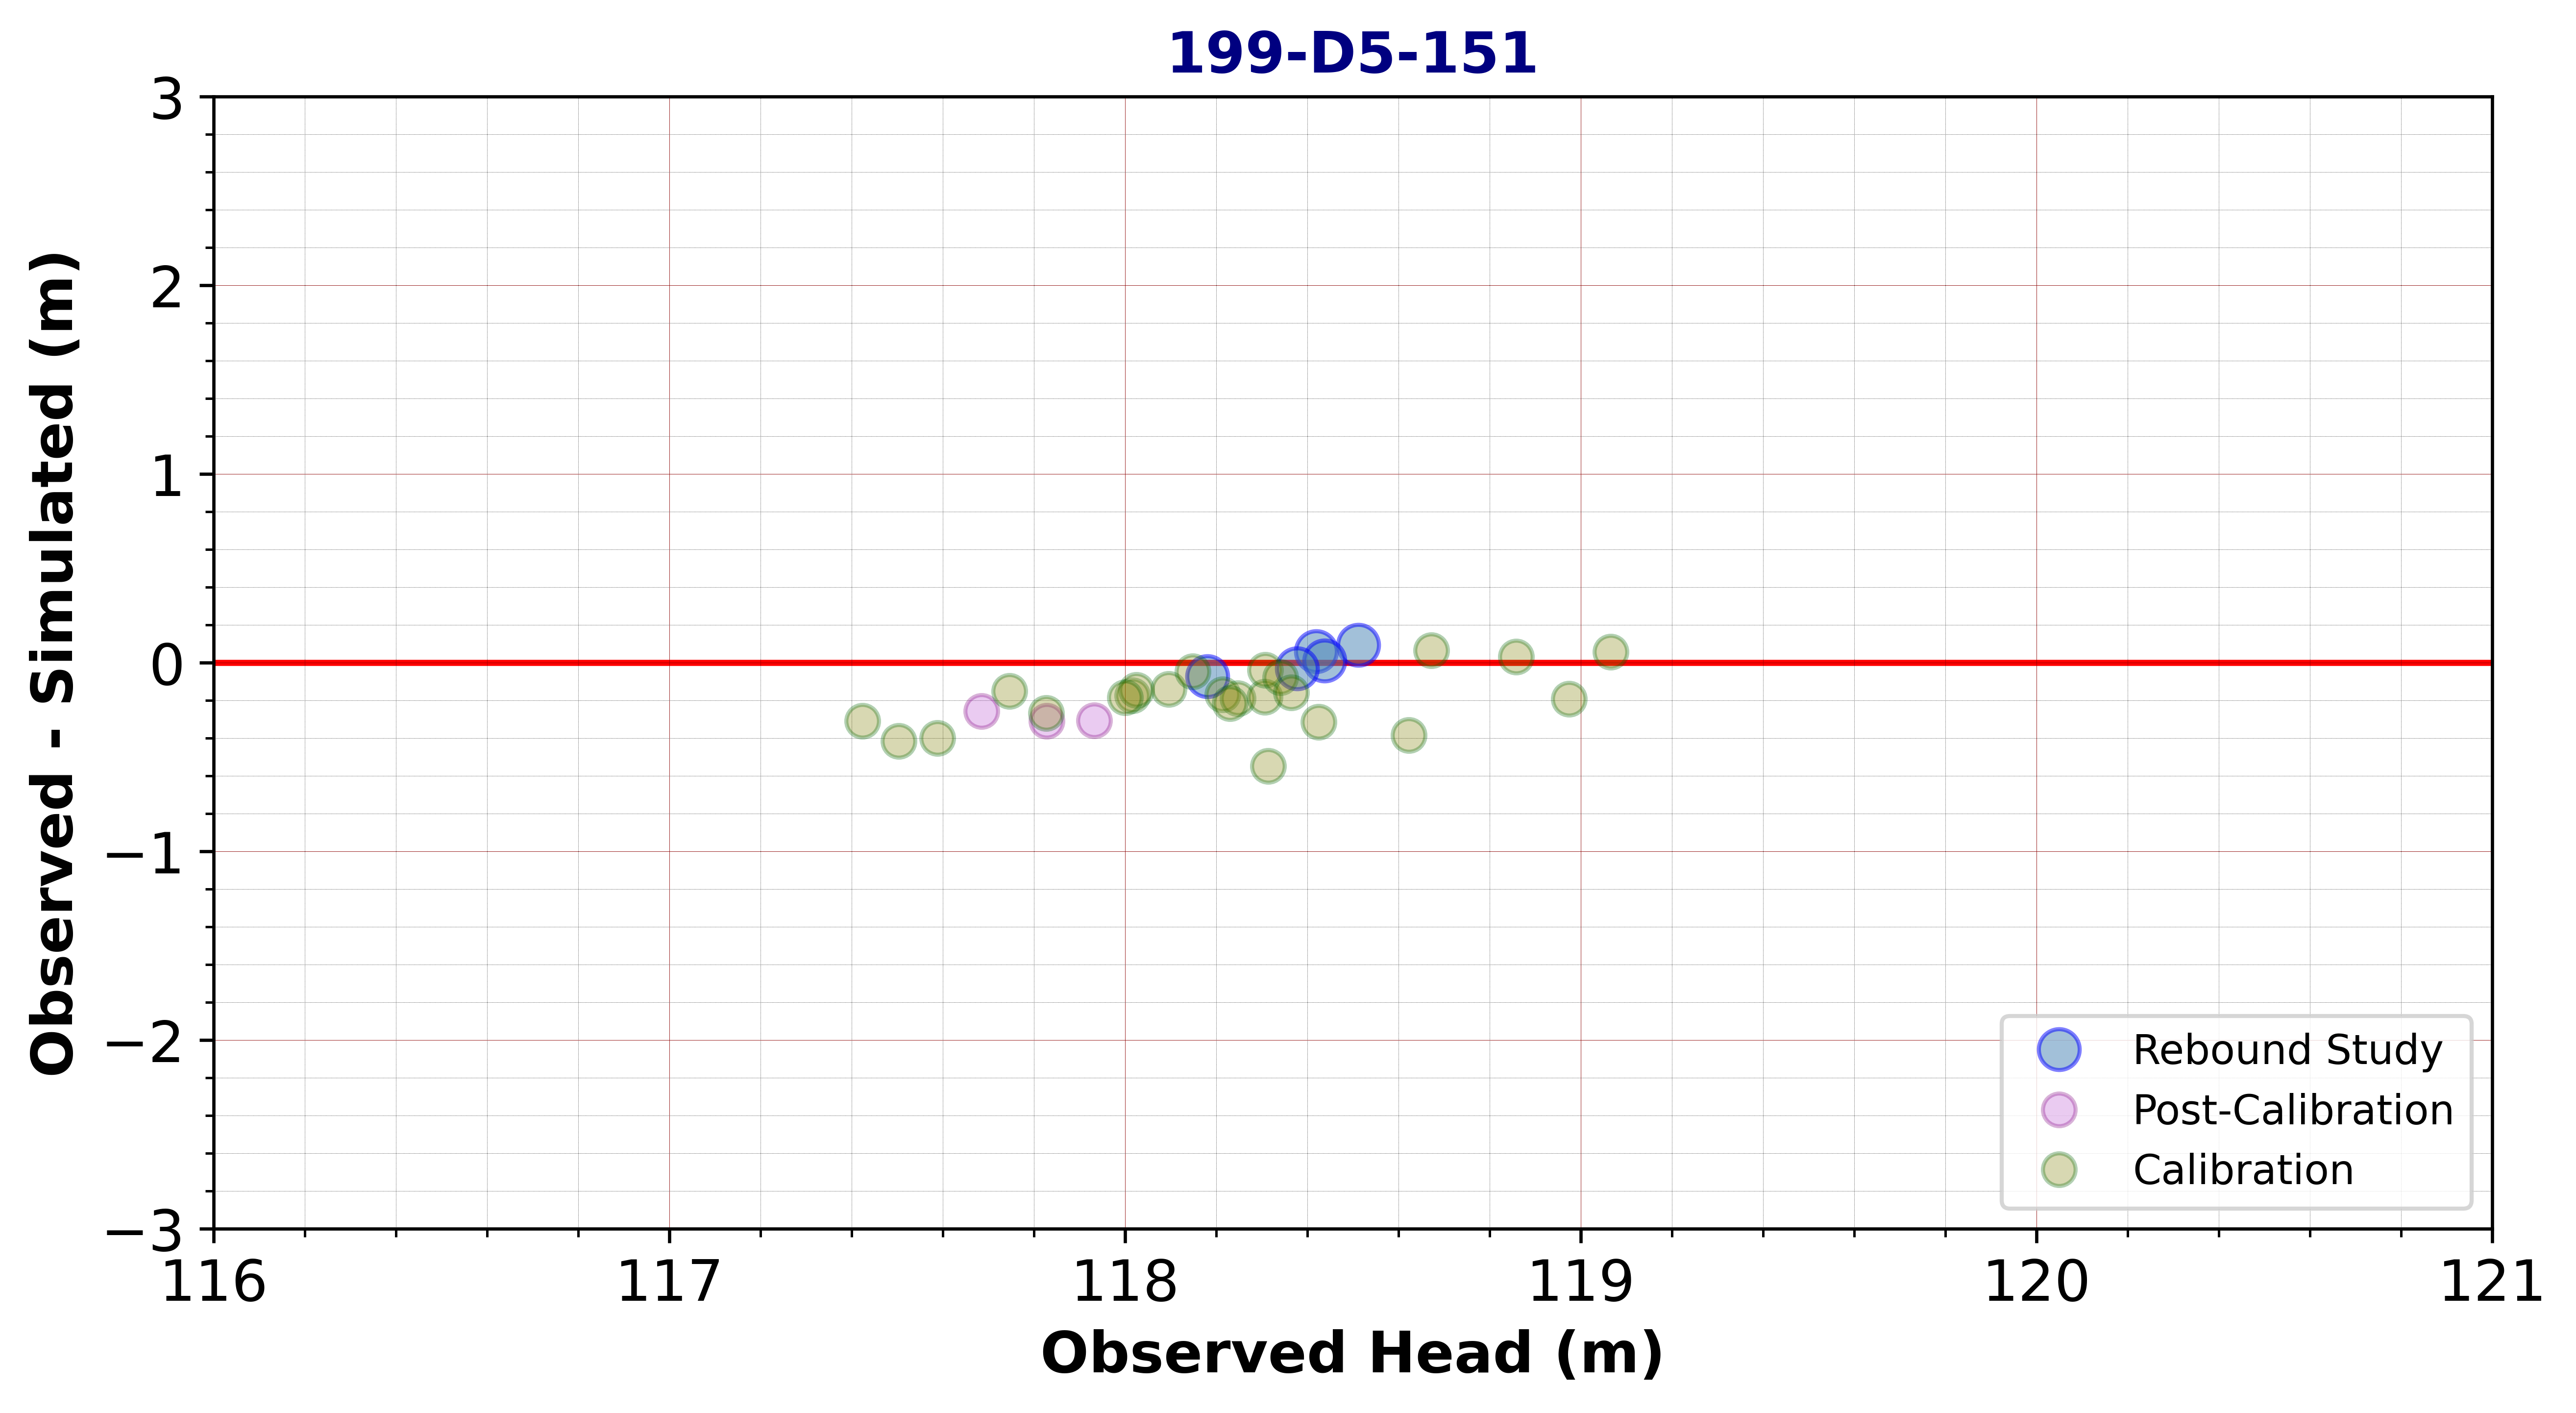 199-D5-151
Observed - Simulated (m)
3
2
1
0
−1
−2
−3
116 117 118 119 120 121
Observed Head (m)
Rebound Study
Post-Calibration
Calibration